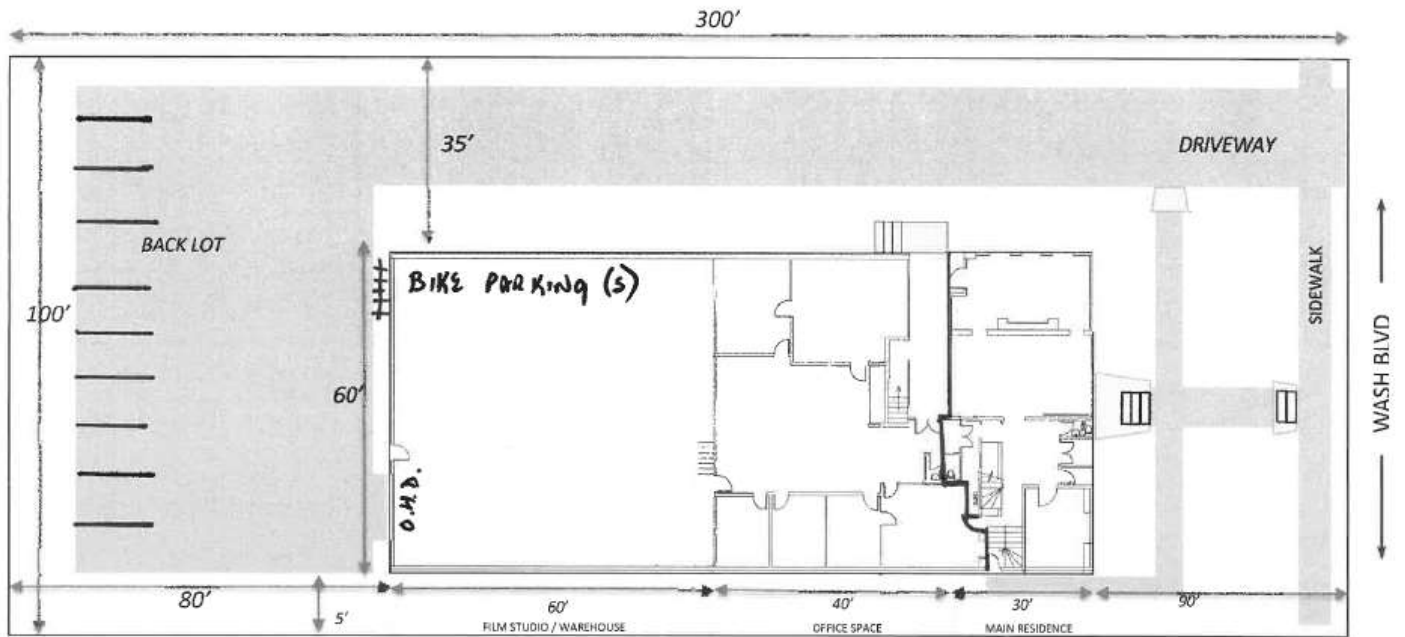 300'
35'
DRIVEWAY
BACK LOT
BIKE PARKING (5)
100'
SIDEWALK
WASH BLVD
60'
O.H.D.
80'
5'
60'
40'
30'
90'
FILM STUDIO / WAREHOUSE
OFFICE SPACE
MAIN RESIDENCE